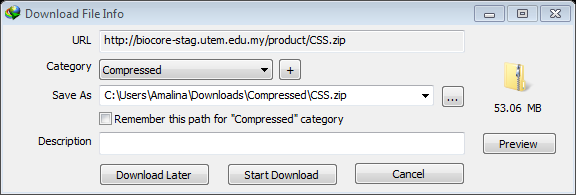 Download File Info
URL http://biocore-stag.utem.edu.my/product/CSS.zip
Category Compressed +
Save As C:\Users\Amalina\Downloads\Compressed\CSS.zip ...
53.06 MB
Remember this path for "Compressed" category
Description Preview
Download Later Start Download Cancel